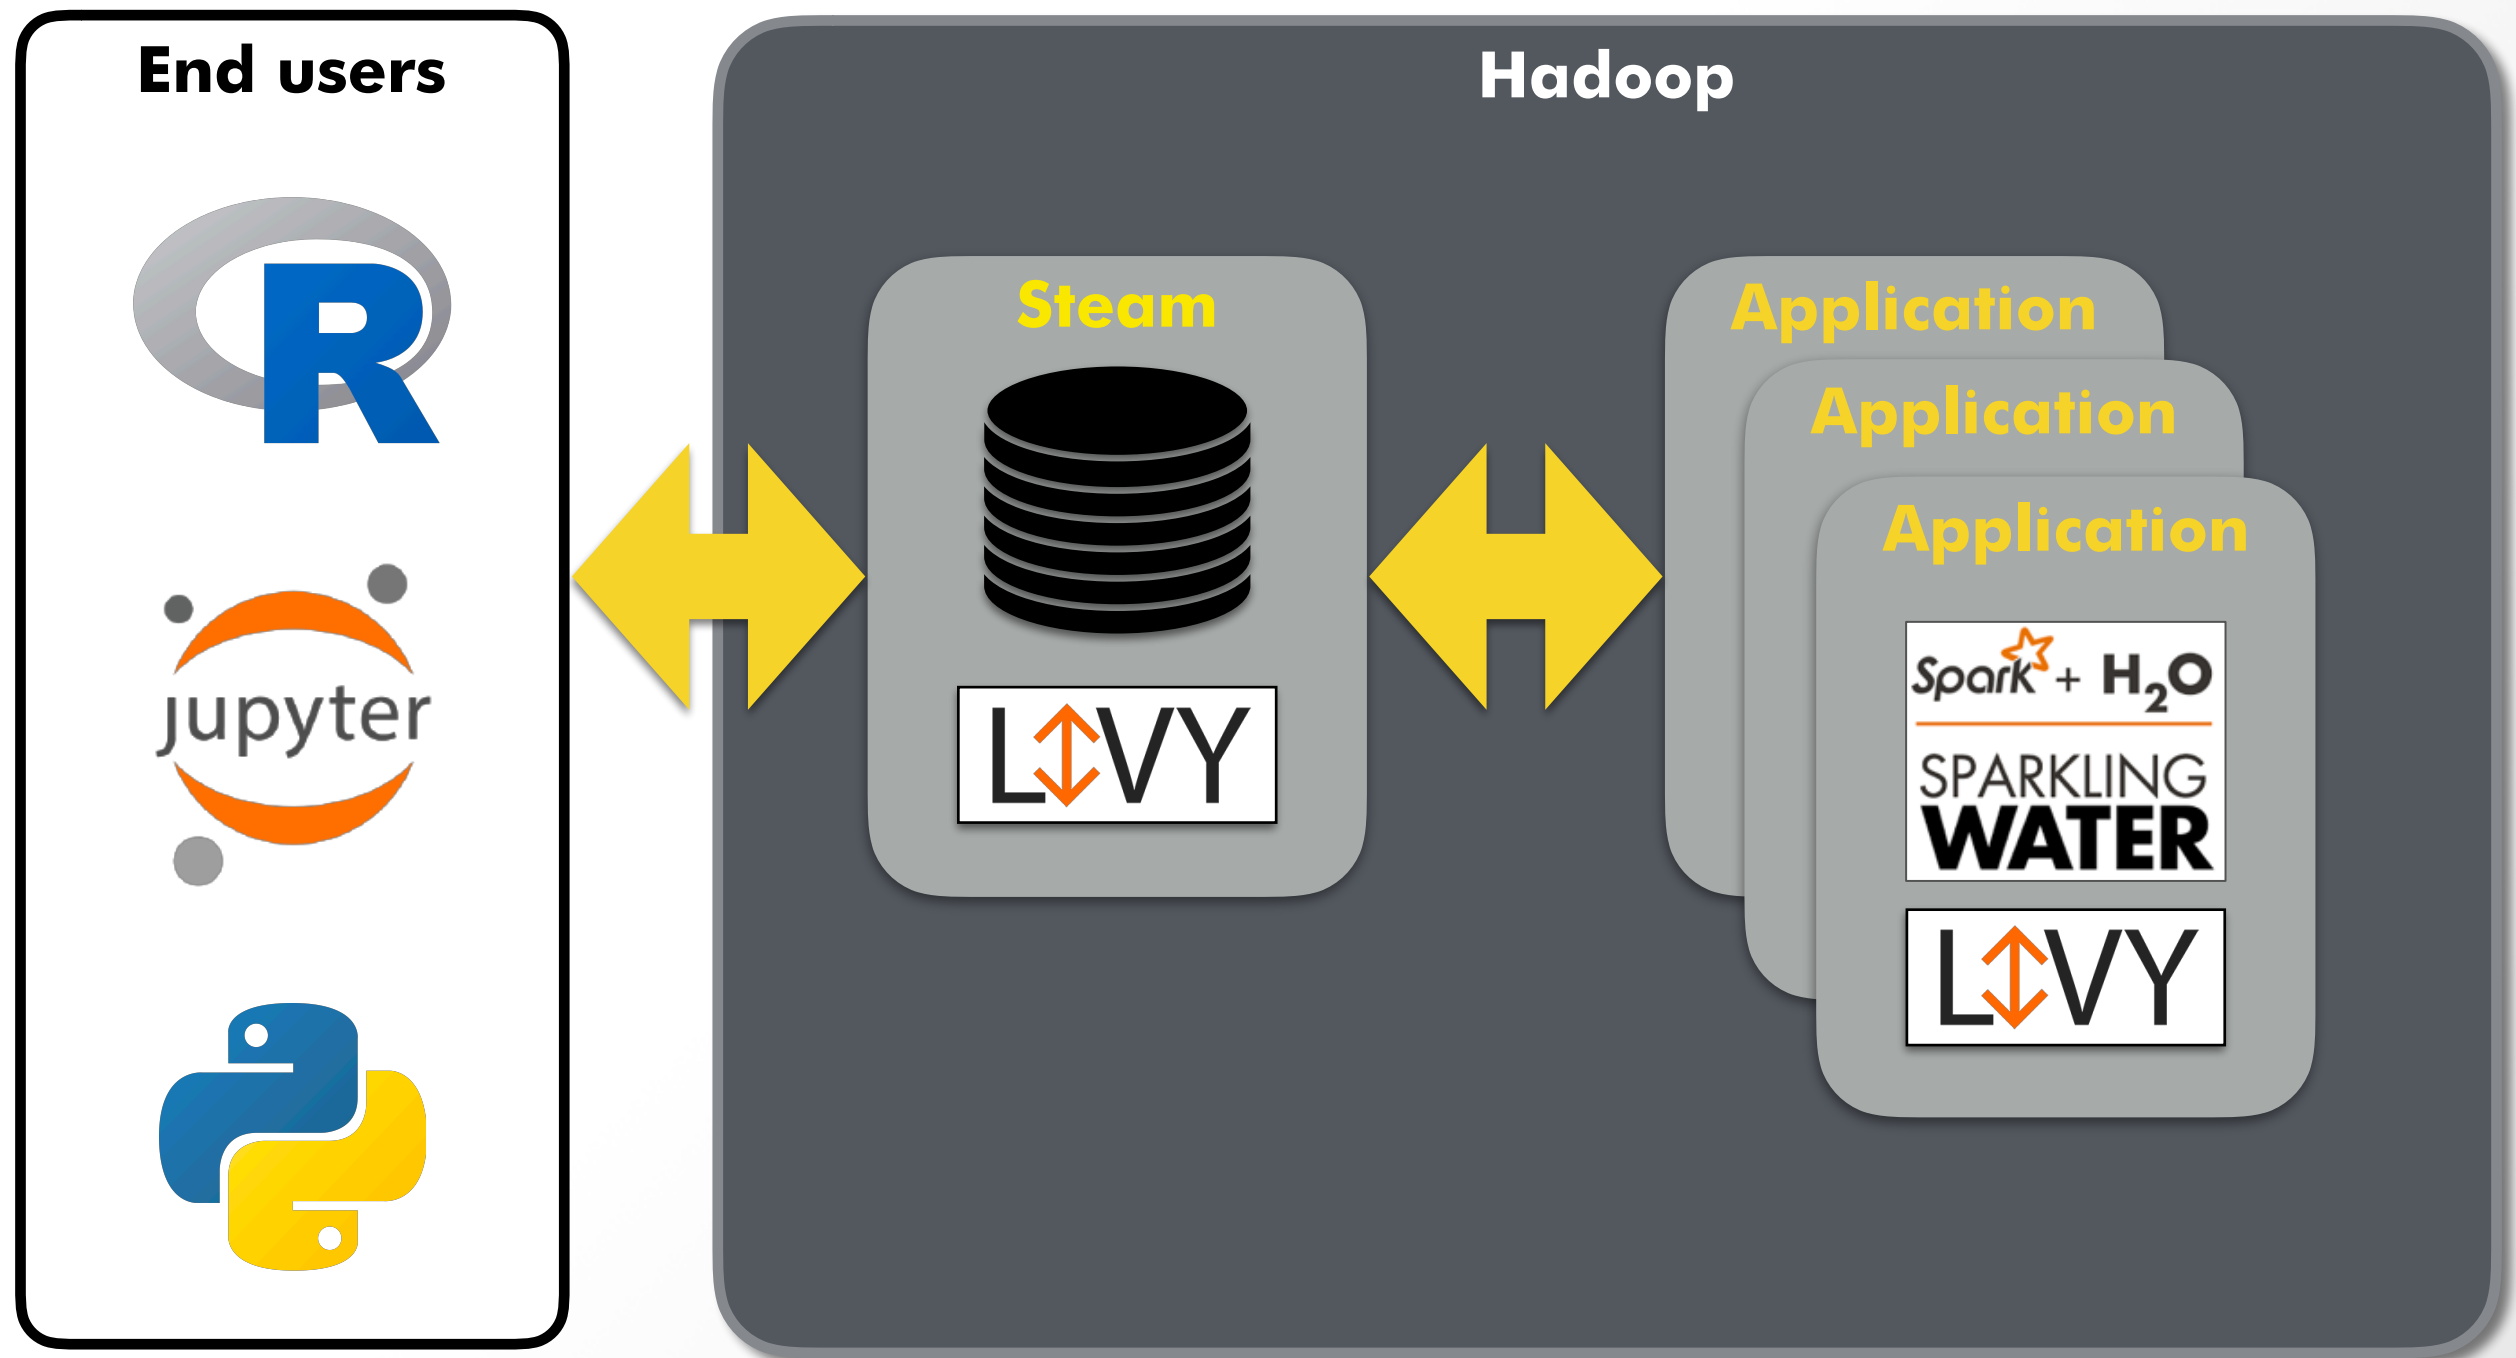 End users
R
jupyter
Hadoop
Steam
LIVY
Application
Application
Application
Spark + H2O
SPARKLING
WATER
LIVY